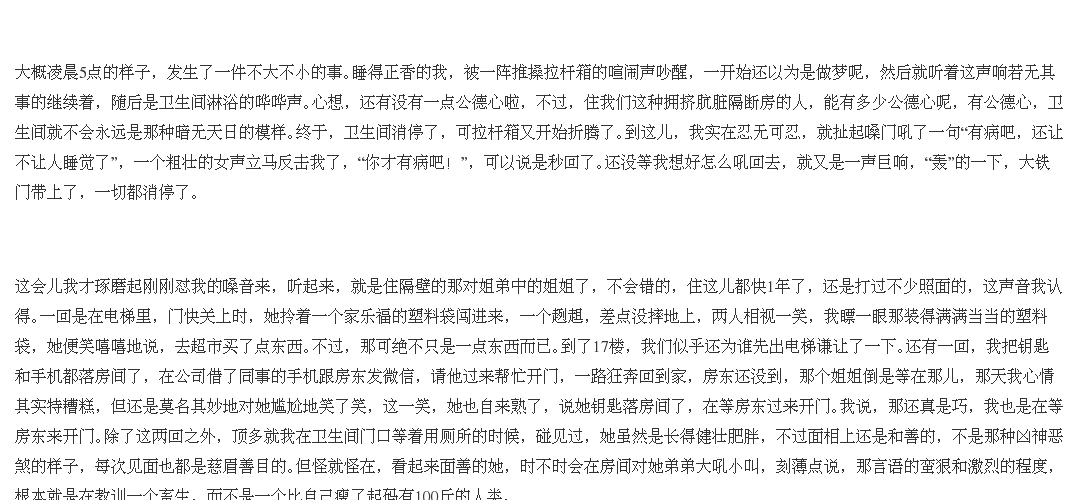 大概凌晨5点的样子，发生了一件不大不小的事。睡得正香的我，被一阵推搡拉杆箱的喧闹声吵醒，一开始还以为是做梦呢，然后就听着这声响若无其
事的继续着，随后是卫生间淋浴的哗哗声。心想，还有没有一点公德心啦，不过，住我们这种拥挤肮脏隔断房的人，能有多少公德心呢，有公德心，卫
生间就不会永远是那种暗无天日的模样。终于，卫生间消停了，可拉杆箱又开始折腾了。到这儿，我实在忍无可忍，就扯起嗓门吼了一句“有病吧，还让
不让人睡觉了”，一个粗壮的女声立马反击我了，“你才有病吧！”，可以说是秒回了。还没等我想好怎么吼回去，就又是一声巨响，“轰”的一下，大铁
门带上了，一切都消停了。
这会儿我才琢磨起刚刚怼我的嗓音来，听起来，就是住隔壁的那对姐弟中的姐姐了，不会错的，住这儿都快1年了，还是打过不少照面的，这声音我认
得。一回是在电梯里，门快关上时，她拎着一个家乐福的塑料袋闯进来，一个趔趄，差点没摔地上，两人相视一笑，我瞟一眼那装得满满当当的塑料
袋，她便笑嘻嘻地说，去超市买了点东西。不过，那可绝不只是一点东西而已。到了17楼，我们似乎还为谁先出电梯谦让了一下。还有一回，我把钥匙
和手机都落房间了，在公司借了同事的手机跟房东发微信，请他过来帮忙开门，一路狂奔回到家，房东还没到，那个姐姐倒是等在那儿，那天我心情
其实特糟糕，但还是莫名其妙地对她尴尬地笑了笑，这一笑，她也自来熟了，说她钥匙落房间了，在等房东过来开门。我说，那还真是巧，我也是在等
房东来开门。除了这两回之外，顶多就我在卫生间门口等着用厕所的时候，碰见过，她虽然是长得健壮肥胖，不过面相上还是和善的，不是那种凶神恶
煞的样子，每次见面也都是慈眉善目的。但怪就怪在，看起来面善的她，时不时会在房间对她弟弟大吼小叫，刻薄点说，那言语的蛮狠和激烈的程度，
根本就是在教训一个畜生，而不是一个比自己瘦了起码有100斤的人类。